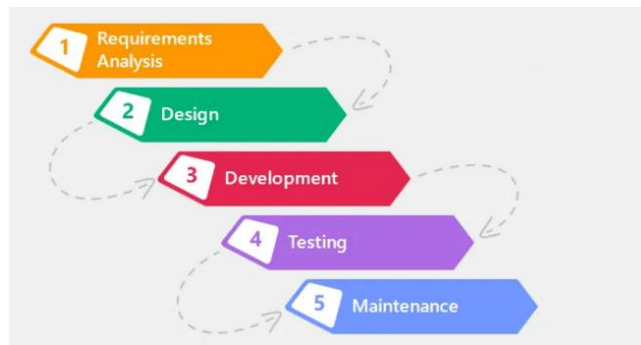 1
Requirements
Analysis
2
Design
3
Development
4
Testing
5
Maintenance